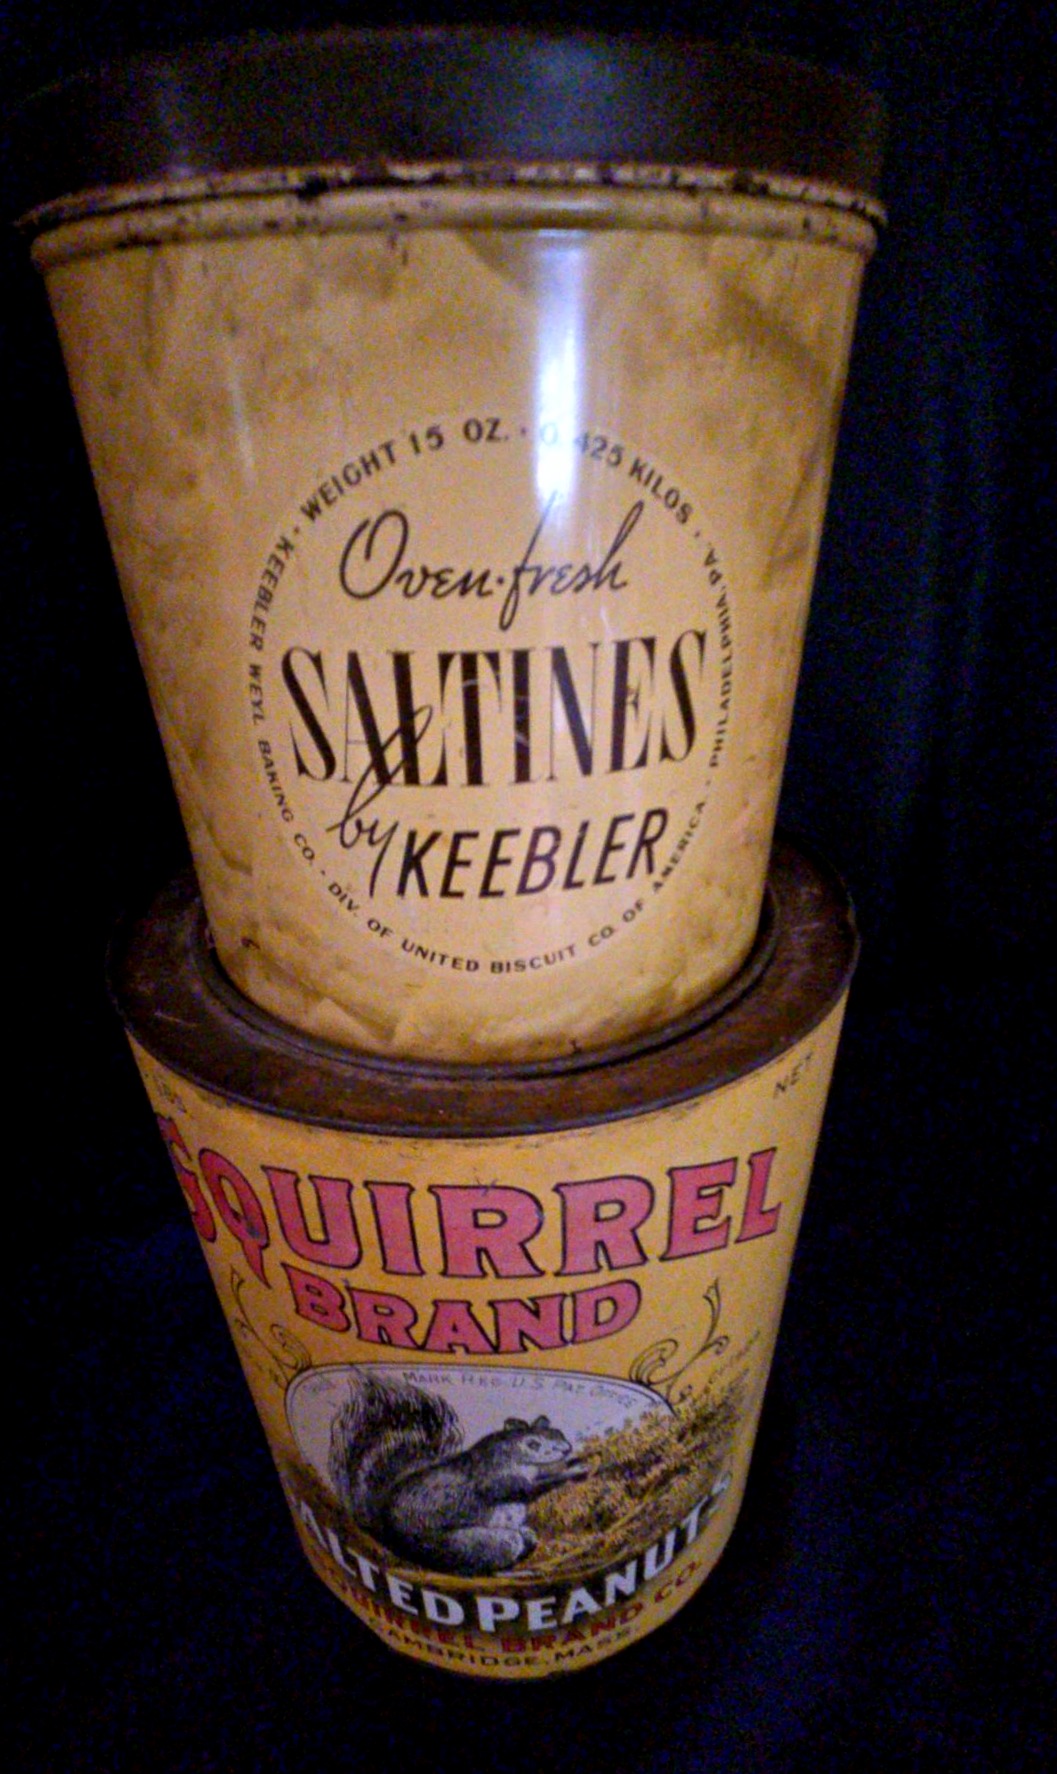 WEIGHT 15 OZ. · 0.425 KILOS · PHILADELPHIA, PA.
Oven-fresh
SALTINES
by KEEBLER
KEEBLER WEYL BAKING CO. · DIV. OF UNITED BISCUIT CO. OF AMERICA ·
NET
SQUIRREL
BRAND
MARK REG. U.S. PAT. OFFICE
SALTED PEANUTS
SQUIRREL BRAND CO.
CAMBRIDGE, MASS.